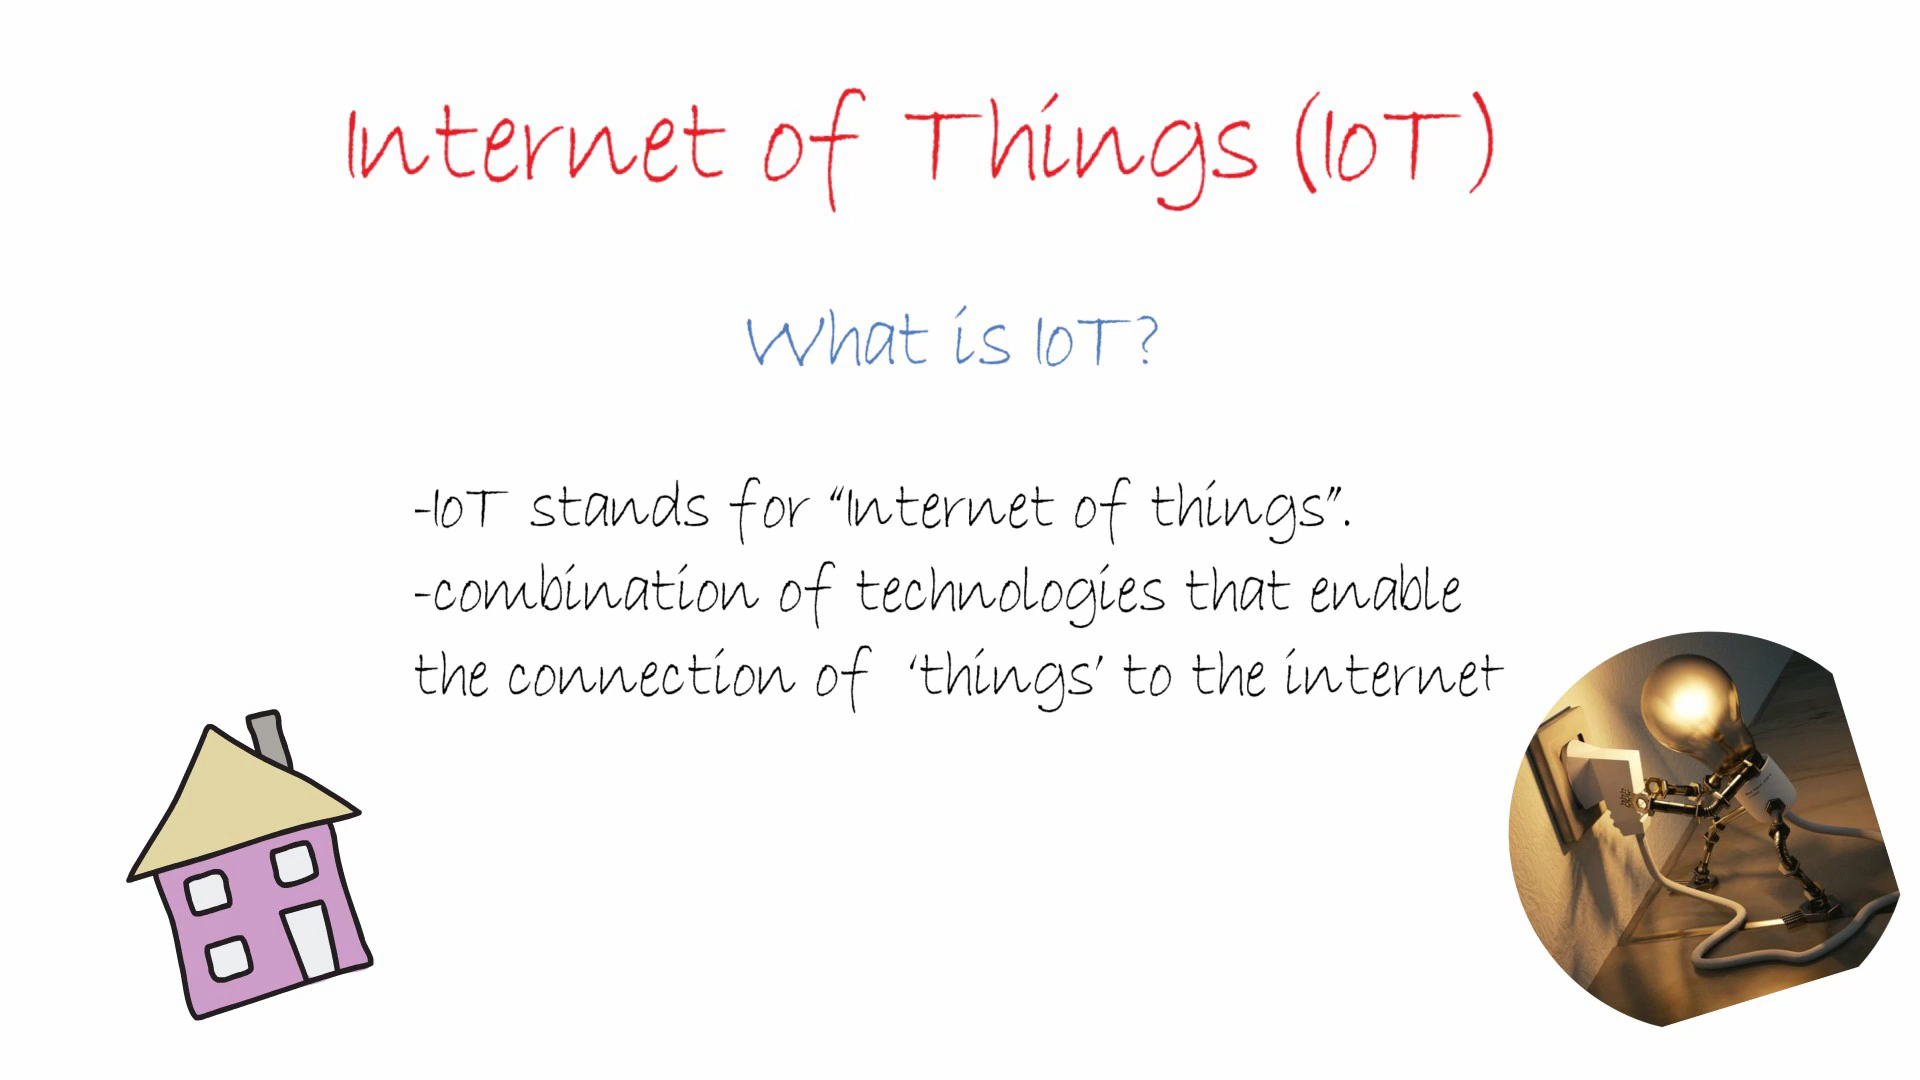 Internet of Things (IoT)
What is IoT?
-IoT stands for “Internet of things”.
-combination of technologies that enable
the connection of ‘things’ to the internet